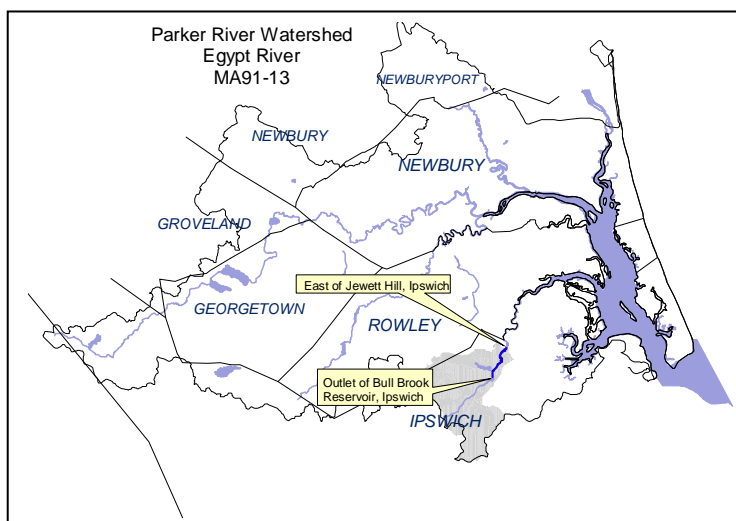 Parker River Watershed
Egypt River
MA91-13
NEWBURYPORT
NEWBURY
NEWBURY
GROVELAND
East of Jewett Hill, Ipswich
GEORGETOWN
ROWLEY
Outlet of Bull Brook
Reservoir, Ipswich
IPSWICH